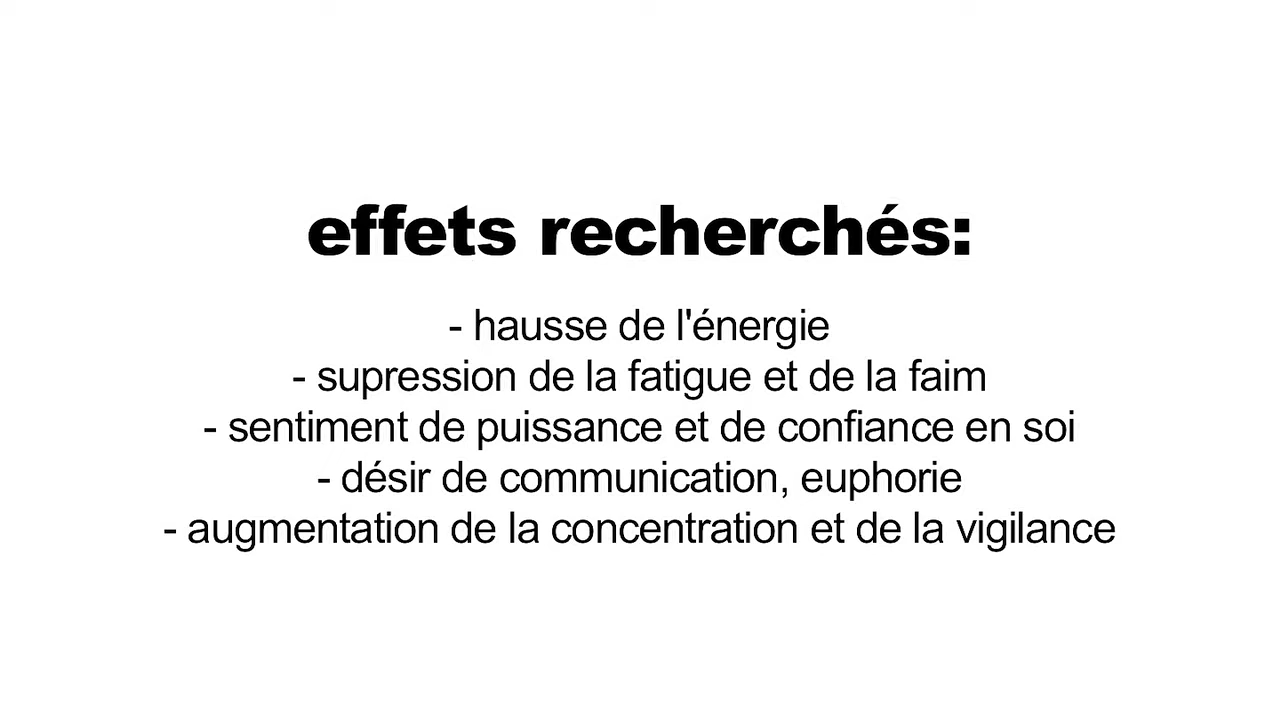 effets recherchés:
- hausse de l'énergie
- supression de la fatigue et de la faim
- sentiment de puissance et de confiance en soi
- désir de communication, euphorie
- augmentation de la concentration et de la vigilance